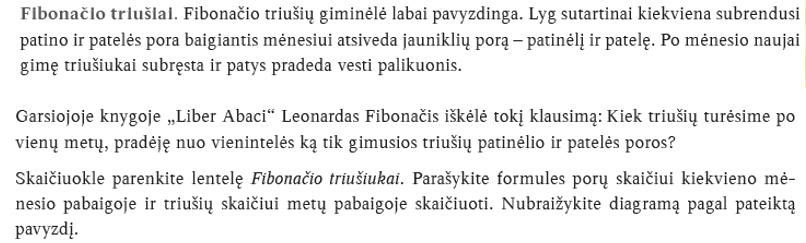 Fibonačio triušiai. Fibonačio triušių giminėlė labai pavyzdinga. Lyg sutartinai kiekviena subrendusi
patino ir patelės pora baigiantis mėnesiui atsiveda jauniklių porą – patinėlį ir patelę. Po mėnesio naujai
gimę triušiukai subręsta ir patys pradeda vesti palikuonis.
Garsiojoje knygoje „Liber Abaci“ Leonardas Fibonačis iškėlė tokį klausimą: Kiek triušių turėsime po
vienų metų, pradėję nuo vienintelės ką tik gimusios triušių patinėlio ir patelės poros?
Skaičiuokle parenkite lentelę Fibonačio triušiukai. Parašykite formules porų skaičiui kiekvieno mė-
nesio pabaigoje ir triušių skaičiui metų pabaigoje skaičiuoti. Nubraižykite diagramą pagal pateiktą
pavyzdį.